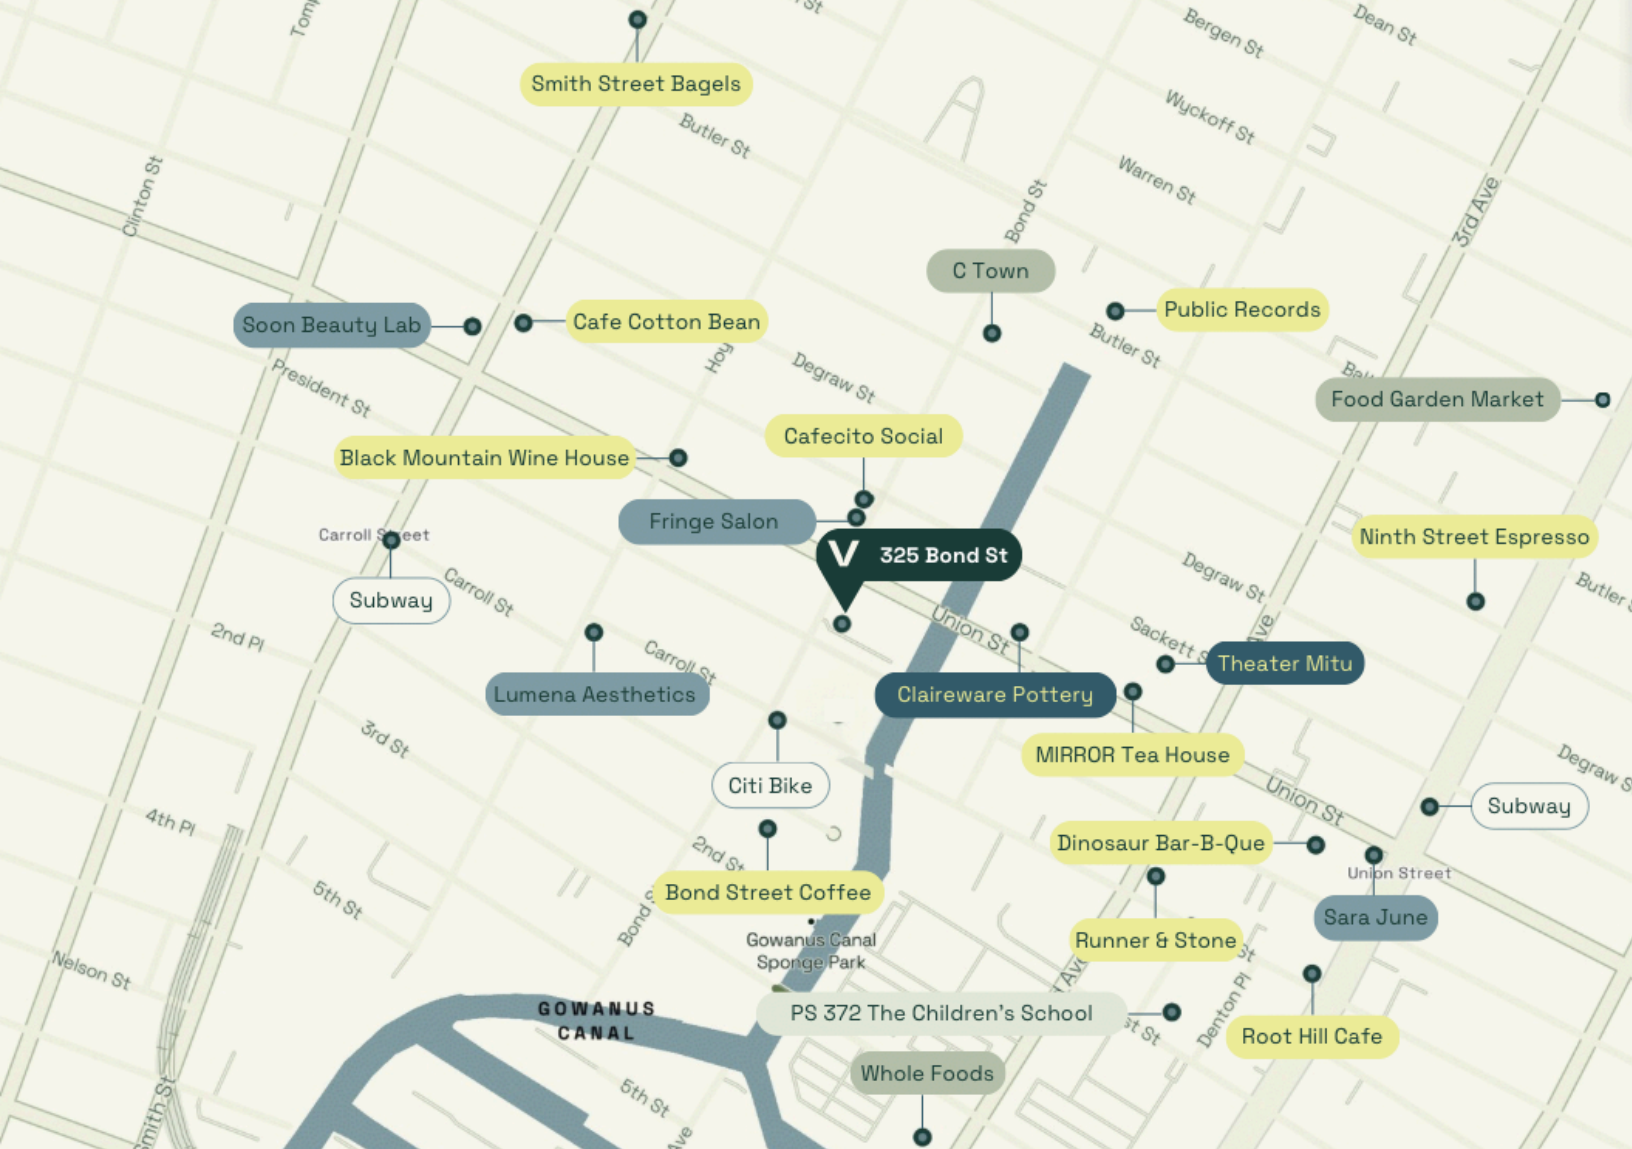 Dean St
Bergen St
Smith Street Bagels
Wyckoff St
Butler St
Warren St
Clinton St
Bond St
3rd Ave
C Town
Public Records
Soon Beauty Lab
Cafe Cotton Bean
Butler St
Degraw St
President St
Food Garden Market
Cafecito Social
Black Mountain Wine House
Fringe Salon
Carroll Street
Ninth Street Espresso
V 325 Bond St
Degraw St
Butler
Carroll St
Subway
Union St
2nd Pl
Sackett S
Ave
Carroll St
Theater Mitu
Lumena Aesthetics
Claireware Pottery
3rd St
MIRROR Tea House
Degraw S
Citi Bike
Union St
Subway
4th Pl
Dinosaur Bar-B-Que
2nd St
Union Street
Bond Street Coffee
5th St
Bond
Sara June
Gowanus Canal
Sponge Park
Runner & Stone
Nelson St
Ave
Denton Pl
GOWANUS
CANAL
PS 372 The Children's School
st St
Root Hill Cafe
Whole Foods
5th St
Smith St
Ave